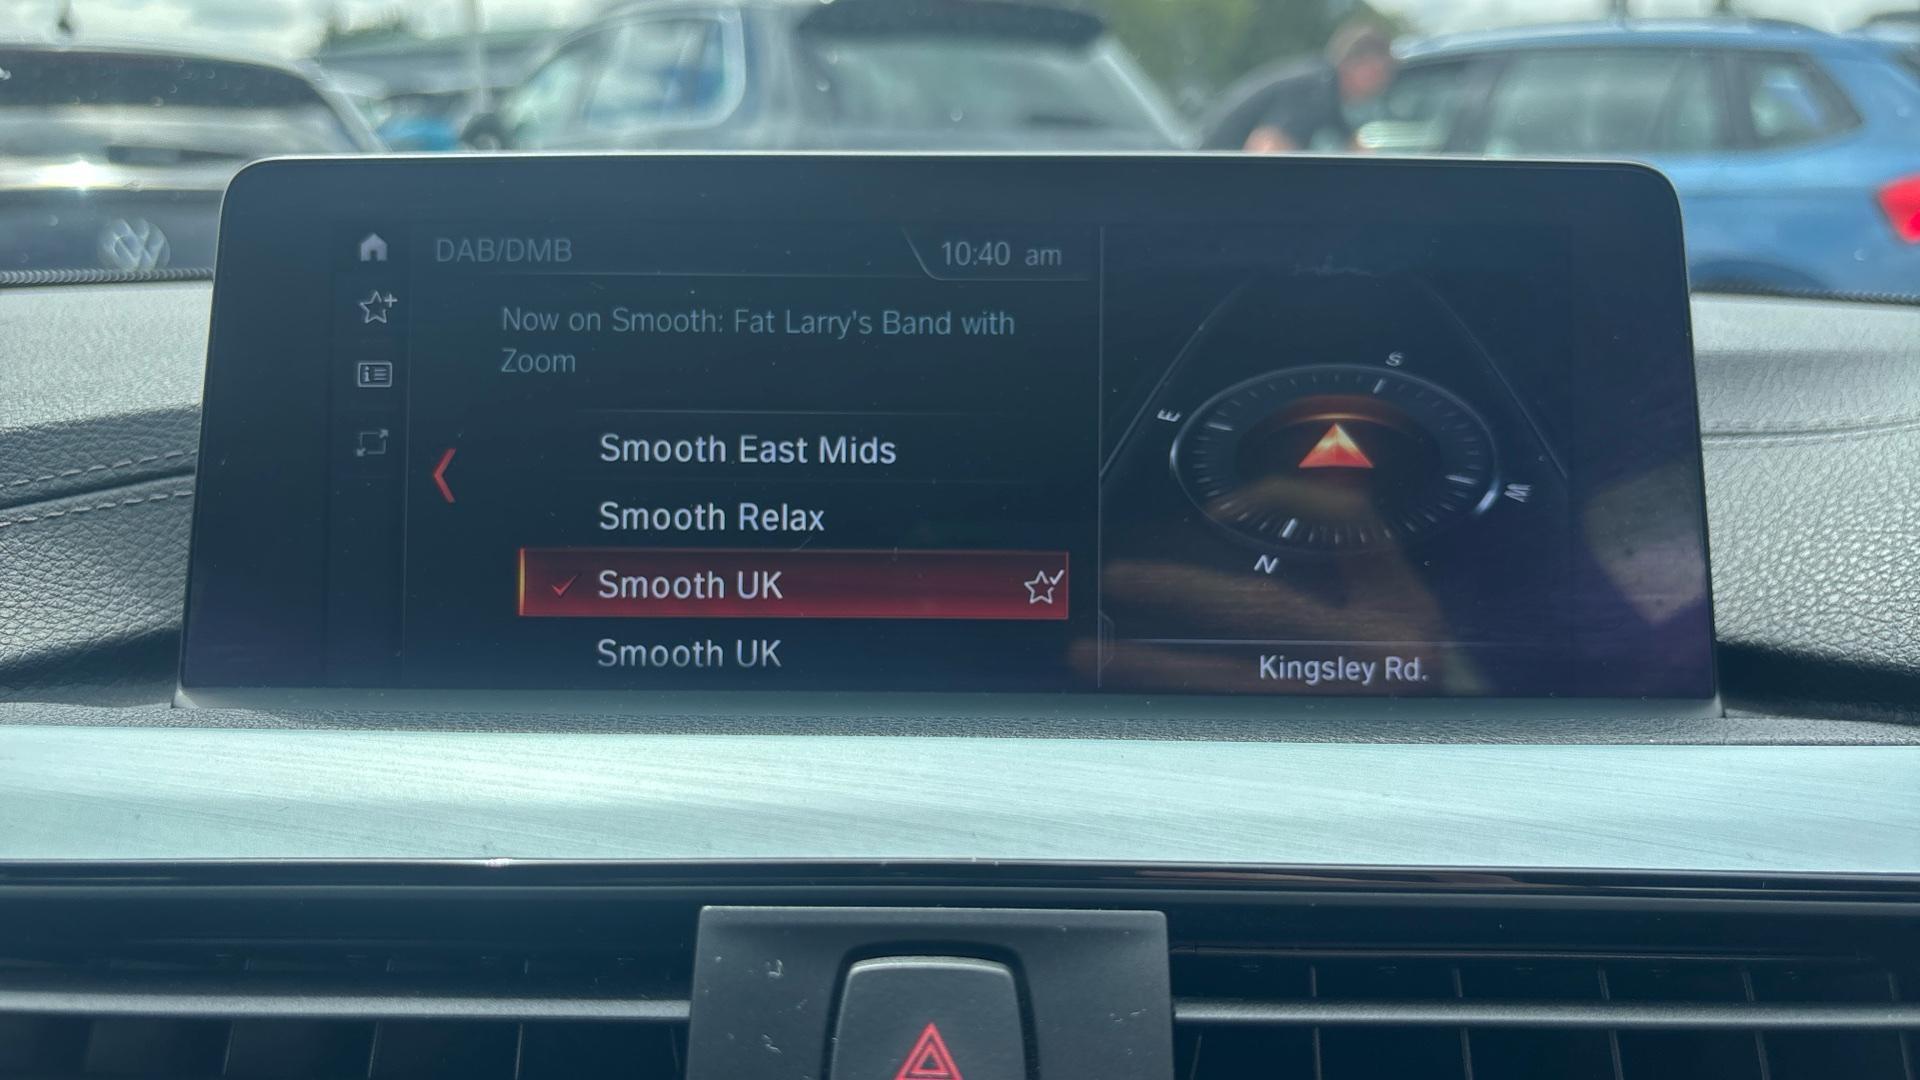 DAB/DMB
10:40 am
Now on Smooth: Fat Larry's Band with
Zoom
Smooth East Mids
Smooth Relax
Smooth UK
Smooth UK
S
E
W
N
Kingsley Rd.